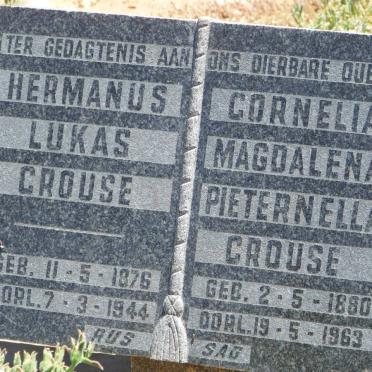 TER GEDAGTENIS AAN ONS DIERBARE OUE
HERMANUS
LUKAS
CROUSE
GEB. 11-5-1876
OORL. 7-3-1944
RUS
CORNELIA
MAGDALENA
PIETERNELLA
CROUSE
GEB. 2-5-1880
OORL. 19-5-1963
SAG